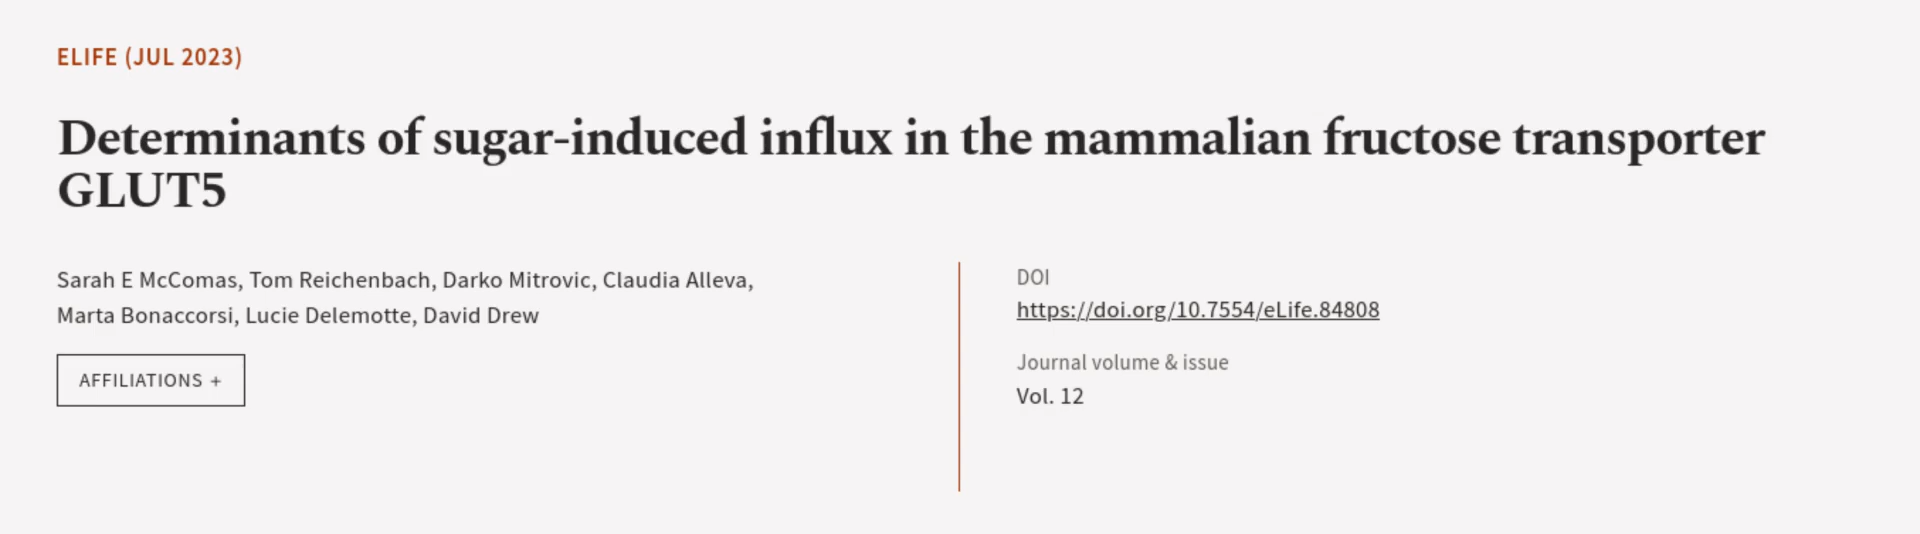 ELIFE (JUL 2023)
Determinants of sugar-induced influx in the mammalian fructose transporter
GLUT5
Sarah E McComas, Tom Reichenbach, Darko Mitrovic, Claudia Alleva,
Marta Bonaccorsi, Lucie Delemotte, David Drew
AFFILIATIONS +
DOI
https://doi.org/10.7554/eLife.84808
Journal volume & issue
Vol. 12